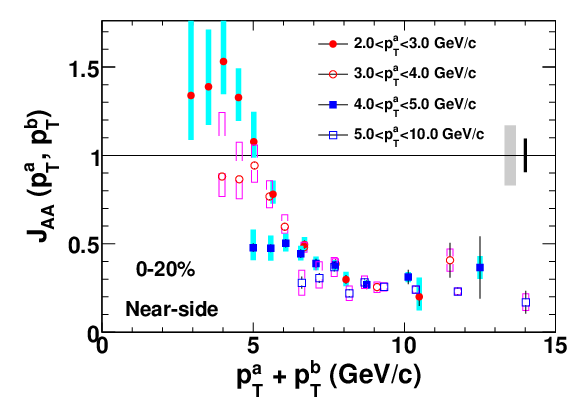 2.0<p_T^a<3.0 GeV/c
3.0<p_T^a<4.0 GeV/c
4.0<p_T^a<5.0 GeV/c
5.0<p_T^a<10.0 GeV/c
1.5
1
0.5
0
J_AA (p_T^a, p_T^b)
0-20%
Near-side
0 5 10 15
p_T^a + p_T^b (GeV/c)